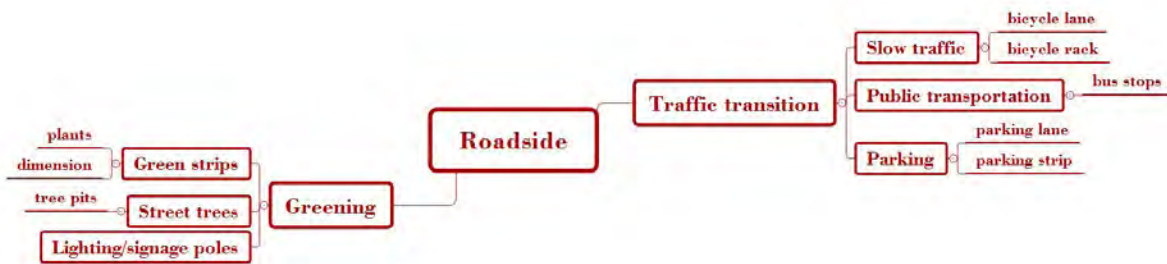 Roadside
Traffic transition
Slow traffic
bicycle lane
bicycle rack
Public transportation
bus stops
Parking
parking lane
parking strip
Greening
Green strips
plants
dimension
Street trees
tree pits
Lighting/signage poles